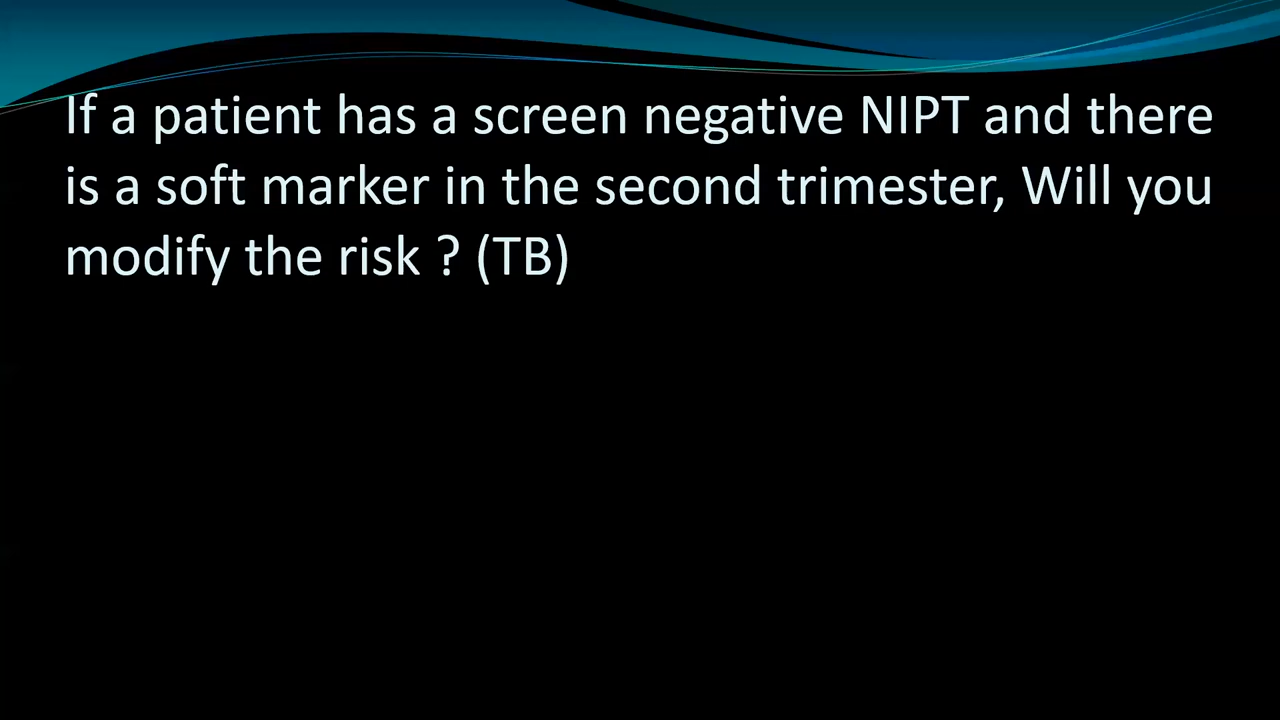 If a patient has a screen negative NIPT and there
is a soft marker in the second trimester, Will you
modify the risk ? (TB)